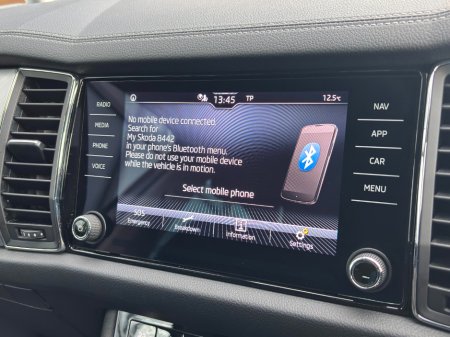 RADIO
MEDIA
PHONE
VOICE
13:45 TP 12.5°C
No mobile device connected.
Search for
My Skoda 8442
in your phone's Bluetooth menu.
Please do not use your mobile device
while the vehicle is in motion.
Select mobile phone
SOS
Emergency
Breakdown
Information
Settings
NAV
APP
CAR
MENU